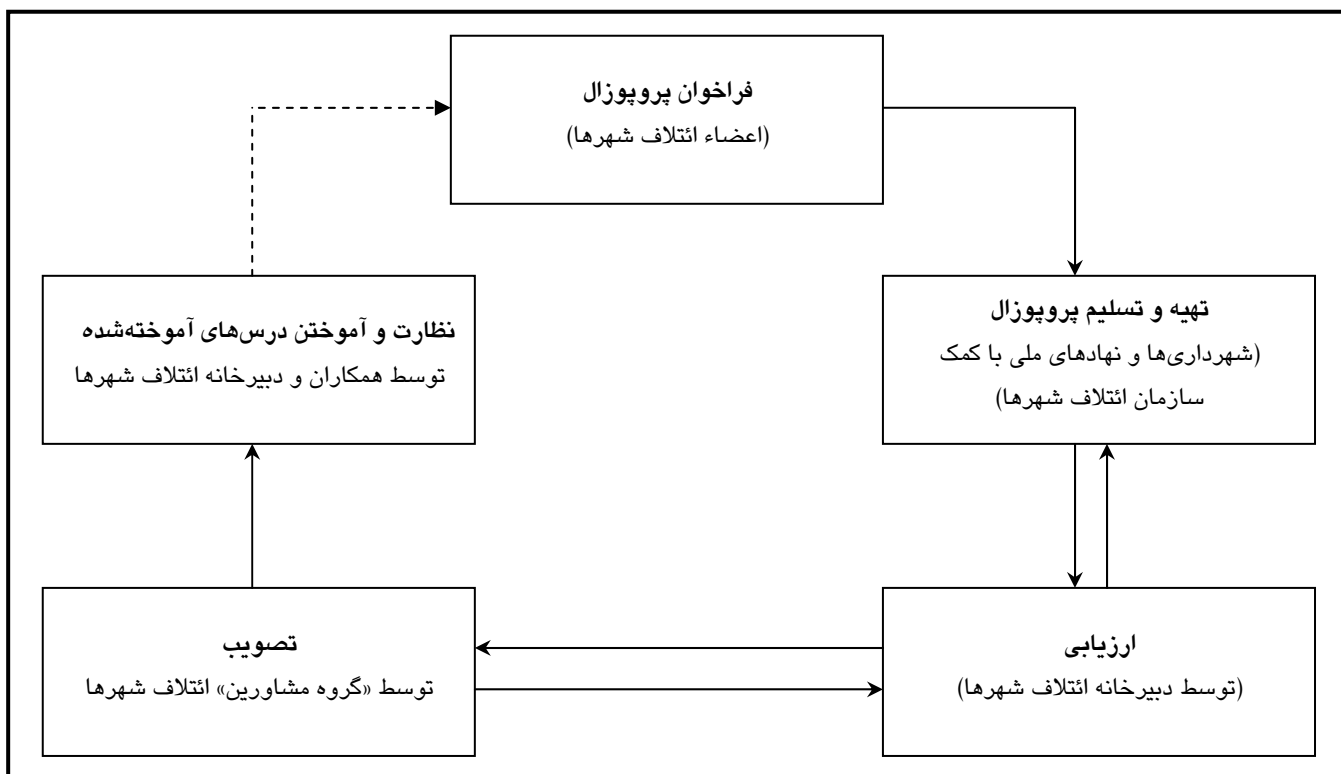 فراخوان پروپوزال
(اعضاء ائتلاف شهرها)
تهیه و تسلیم پروپوزال
(شهرداری‌ها و نهادهای ملی با کمک
سازمان ائتلاف شهرها)
نظارت و آموختن درس‌های آموخته‌شده
توسط همکاران و دبیرخانه ائتلاف شهرها
ارزیابی
(توسط دبیرخانه ائتلاف شهرها)
تصویب
توسط «گروه مشاورین» ائتلاف شهرها